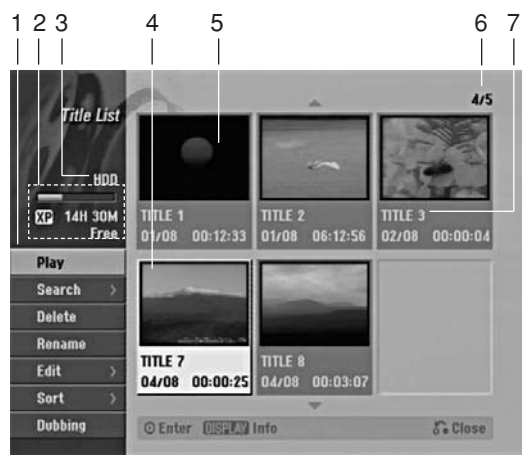 1 2 3 4 5 6 7
Title List
4/5
HDD
XP 14H 30M
Free
TITLE 1
01/08 00:12:33
TITLE 2
01/08 06:12:56
TITLE 3
02/08 00:00:04
Play
Search >
Delete
Rename
Edit >
Sort >
Dubbing
TITLE 7
04/08 00:00:25
TITLE 8
04/08 00:03:07
Enter DISPLAY Info
Close